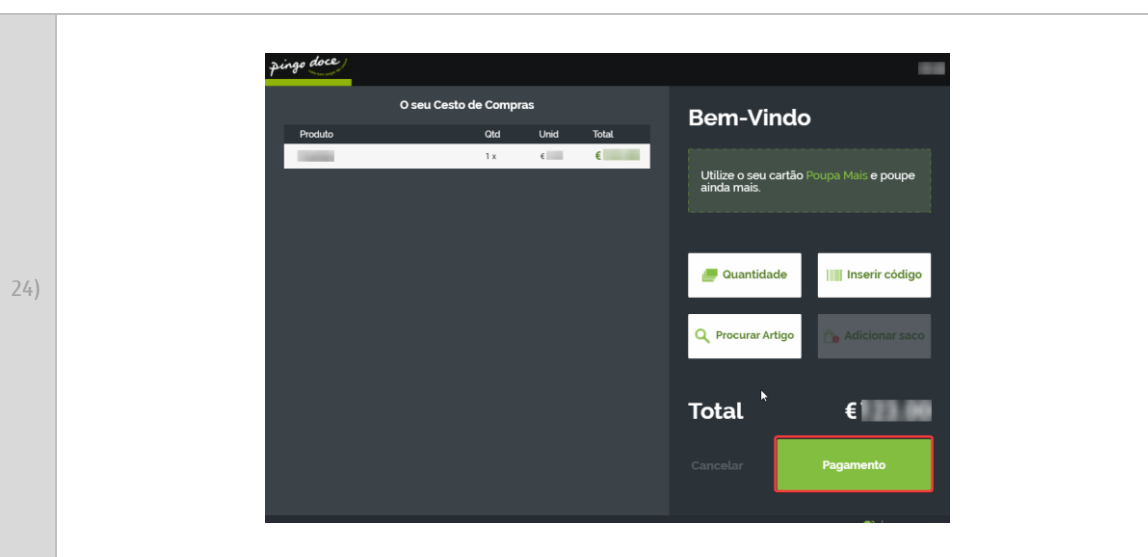 24)
pingo doce
O seu Cesto de Compras
Produto Qtd Unid Total
1 x € €
Bem-Vindo
Utilize o seu cartão Poupa Mais e poupe
ainda mais.
Quantidade
Inserir código
Procurar Artigo
Adicionar saco
Total €
Cancelar
Pagamento